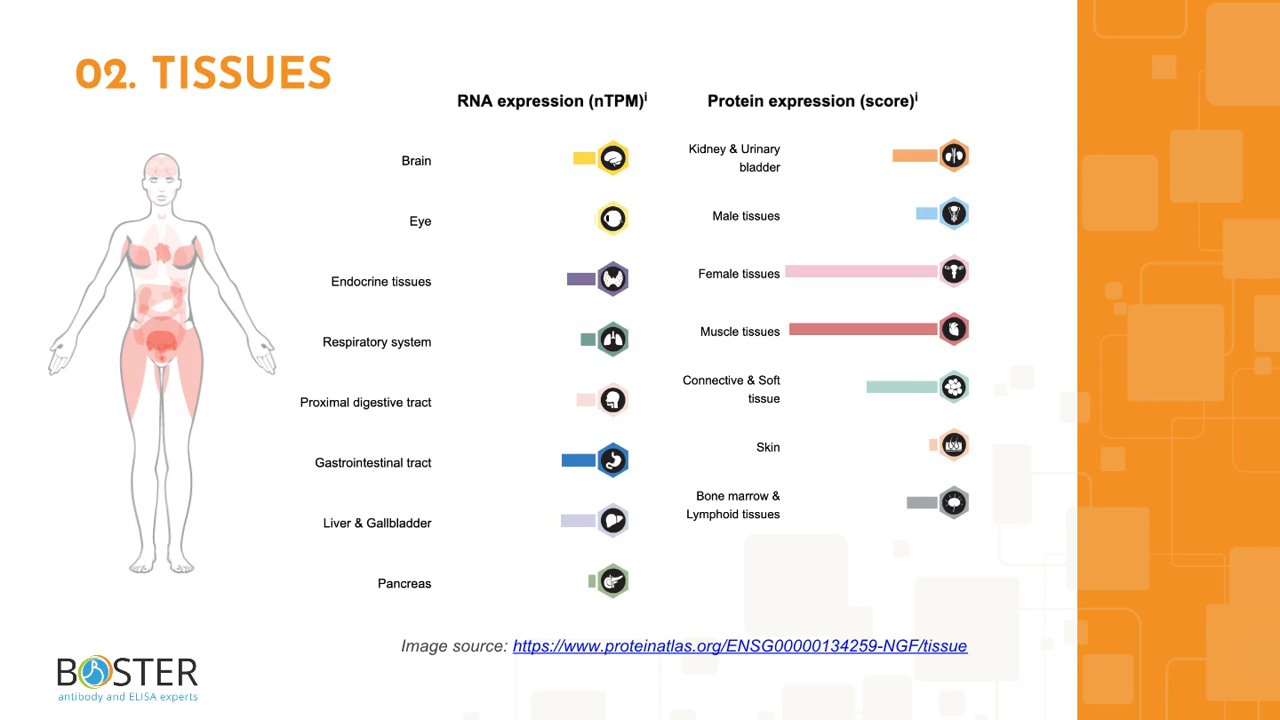 02. TISSUES
RNA expression (nTPM)i
Protein expression (score)i
Brain
Eye
Endocrine tissues
Respiratory system
Proximal digestive tract
Gastrointestinal tract
Liver & Gallbladder
Pancreas
Kidney & Urinary
bladder
Male tissues
Female tissues
Muscle tissues
Connective & Soft
tissue
Skin
Bone marrow &
Lymphoid tissues
Image source: https://www.proteinatlas.org/ENSG00000134259-NGF/tissue
BOSTER
antibody and ELISA experts